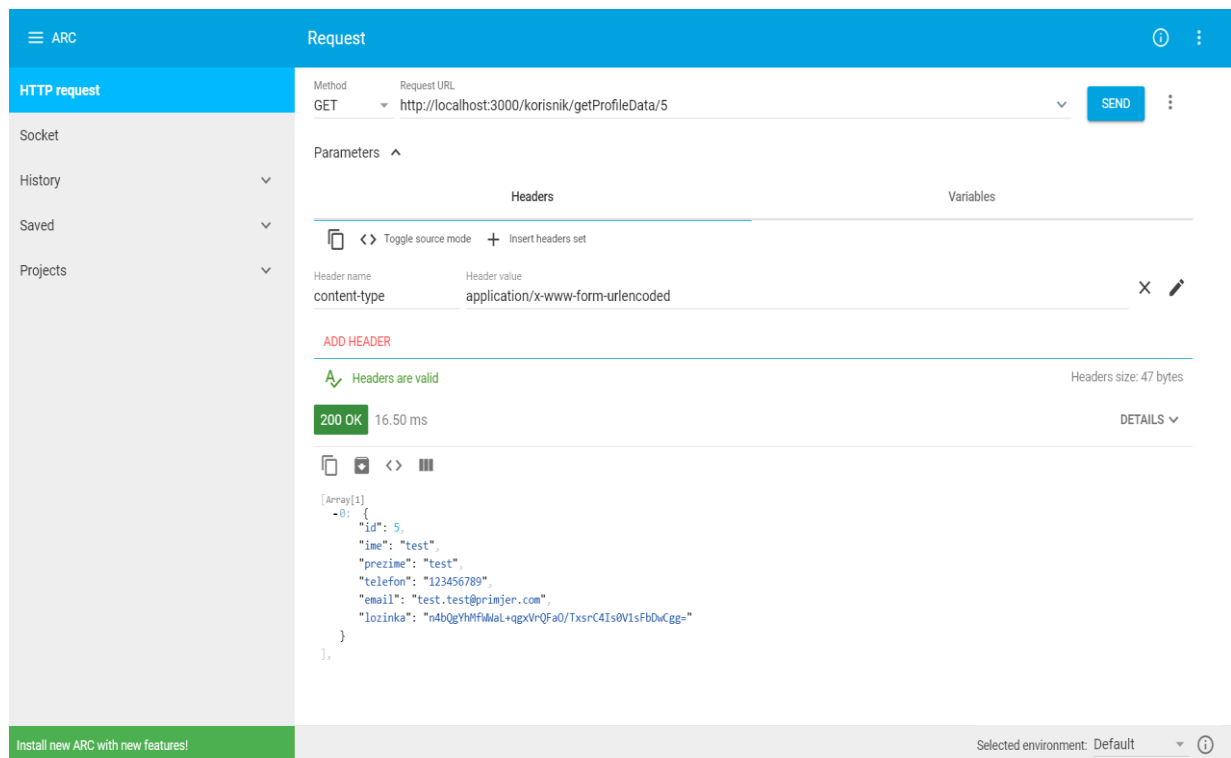 ARC
Request
HTTP request
Socket
History
Saved
Projects
Install new ARC with new features!
Method
Request URL
GET
http://localhost:3000/korisnik/getProfileData/5
SEND
Parameters
Headers
Variables
Toggle source mode
Insert headers set
Header name
Header value
content-type
application/x-www-form-urlencoded
ADD HEADER
Headers are valid
Headers size: 47 bytes
200 OK
16.50 ms
DETAILS
[Array[1]
-0: {
"id": 5,
"ime": "test",
"prezime": "test",
"telefon": "123456789",
"email": "test.test@primjer.com",
"lozinka": "n4bQgYhMfWWaL+qgxVrQFaO/TxsrC4Is0V1sFbDwCgg="
}
],
Selected environment: Default